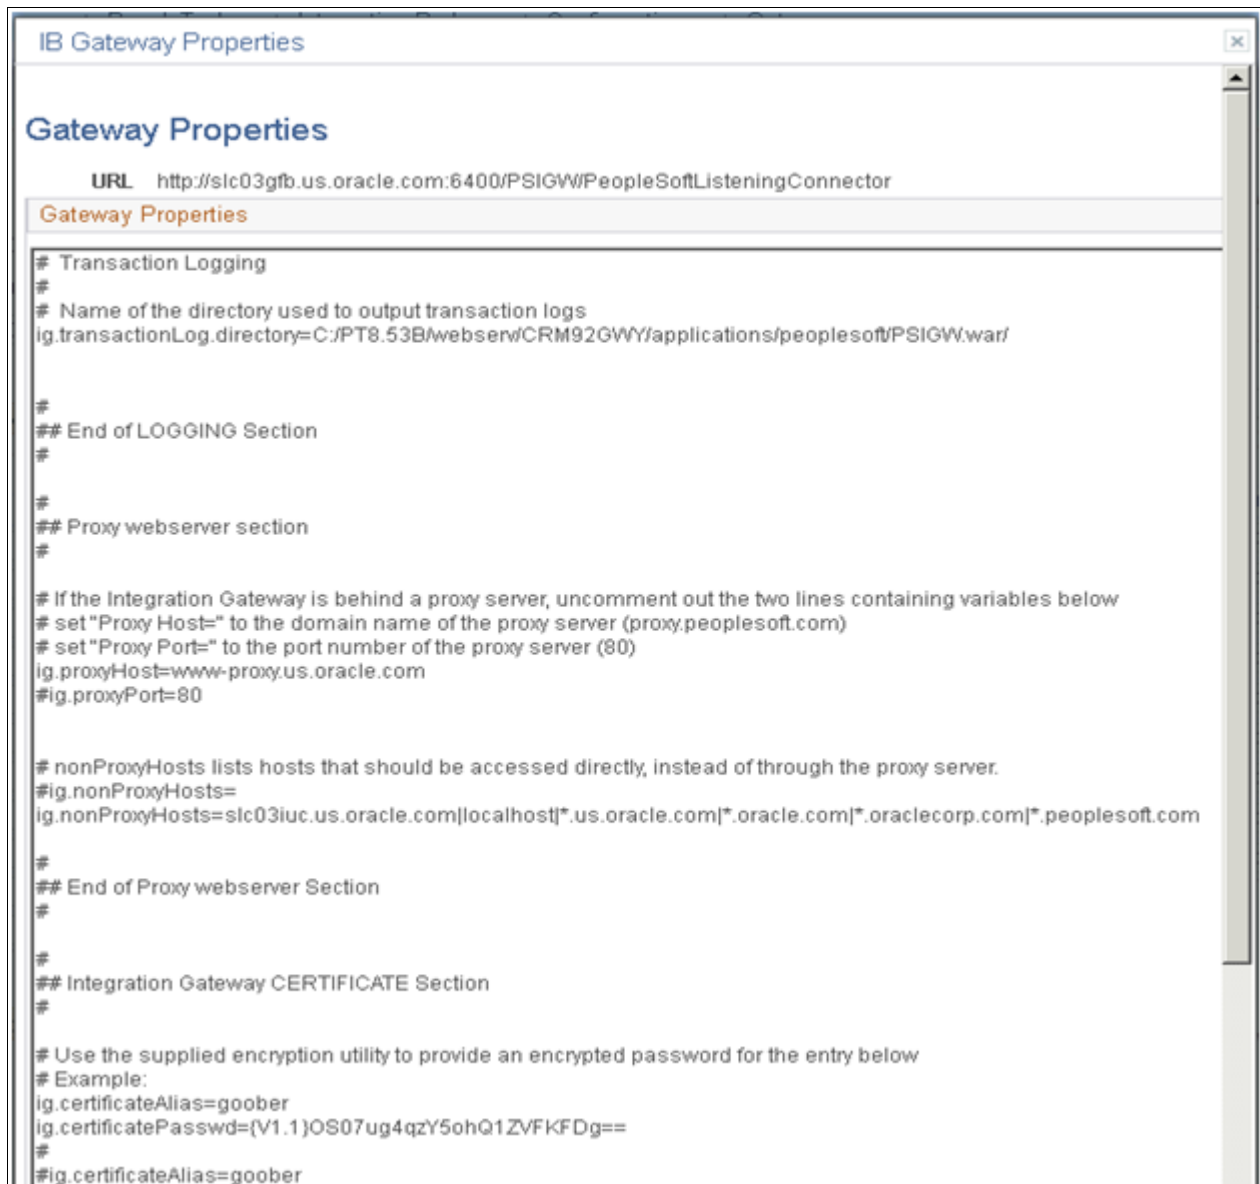 IB Gateway Properties
Gateway Properties
URL http://slc03gfb.us.oracle.com:6400/PSIGW/PeopleSoftListeningConnector
Gateway Properties
# Transaction Logging
#
# Name of the directory used to output transaction logs
ig.transactionLog.directory=C:/PT8.53B/webserv/CRM92GWY/applications/peoplesoft/PSIGW.war/
#
## End of LOGGING Section
#
#
## Proxy webserver section
#
# If the Integration Gateway is behind a proxy server, uncomment out the two lines containing variables below
# set "Proxy Host=" to the domain name of the proxy server (proxy.peoplesoft.com)
# set "Proxy Port=" to the port number of the proxy server (80)
ig.proxyHost=www-proxy.us.oracle.com
#ig.proxyPort=80
# nonProxyHosts lists hosts that should be accessed directly, instead of through the proxy server.
#ig.nonProxyHosts=
ig.nonProxyHosts=slc03iuc.us.oracle.com|localhost|*.us.oracle.com|*.oracle.com|*.oraclecorp.com|*.peoplesoft.com
#
## End of Proxy webserver Section
#
#
## Integration Gateway CERTIFICATE Section
#
# Use the supplied encryption utility to provide an encrypted password for the entry below
# Example:
ig.certificateAlias=goober
ig.certificatePasswd={V1.1}OS07ug4qzY5ohQ1ZVFKFDg==
#
#ig.certificateAlias=goober